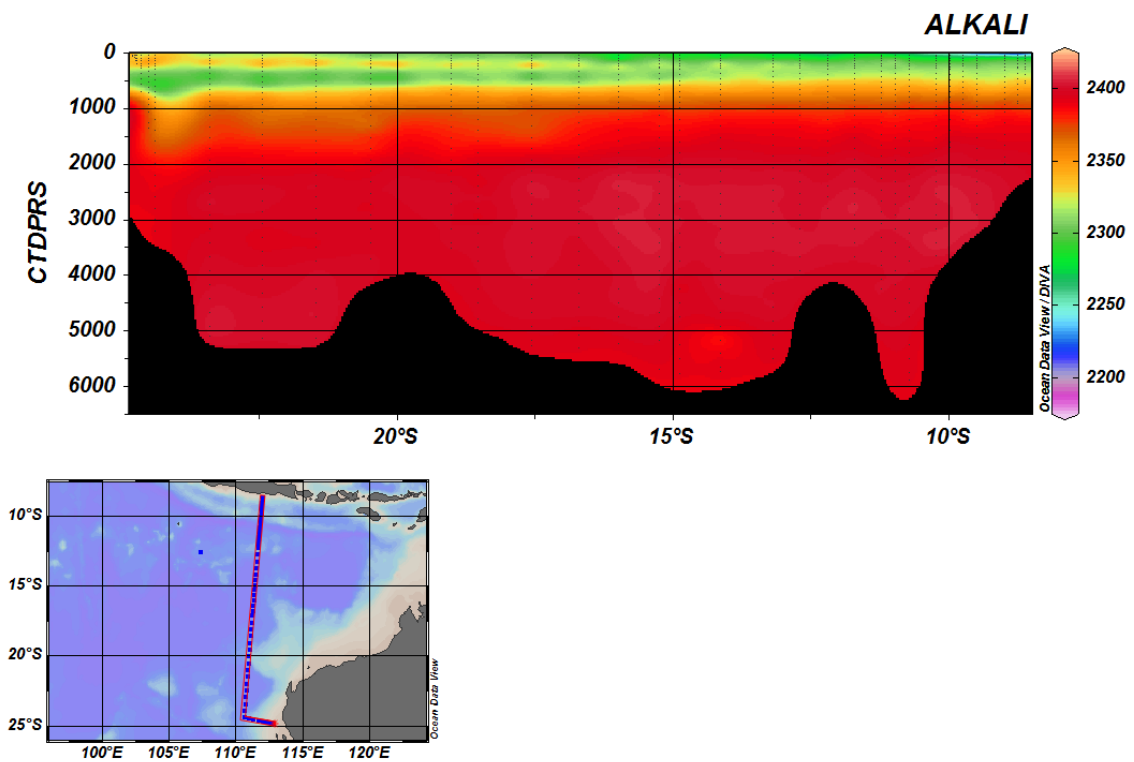 ALKALI
0
1000
2000
3000
4000
5000
6000
CTDPRS
20°S
15°S
10°S
2400
2350
2300
2250
2200
Ocean Data View / DIVA
10°S
15°S
20°S
25°S
100°E
105°E
110°E
115°E
120°E
Ocean Data View